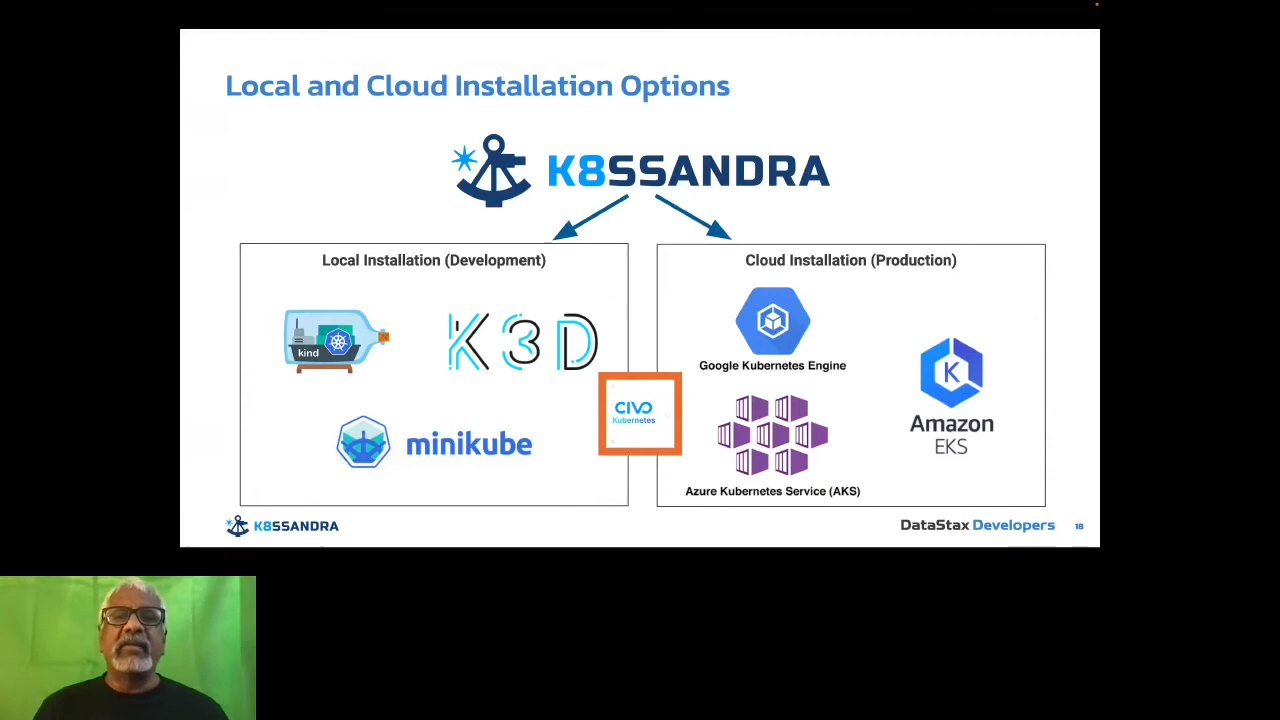 Local and Cloud Installation Options
K8SSANDRA
Local Installation (Development)
kind
K3D
minikube
CIVO
Kubernetes
Cloud Installation (Production)
Google Kubernetes Engine
K
Amazon
EKS
Azure Kubernetes Service (AKS)
K8SSANDRA
DataStax Developers
18